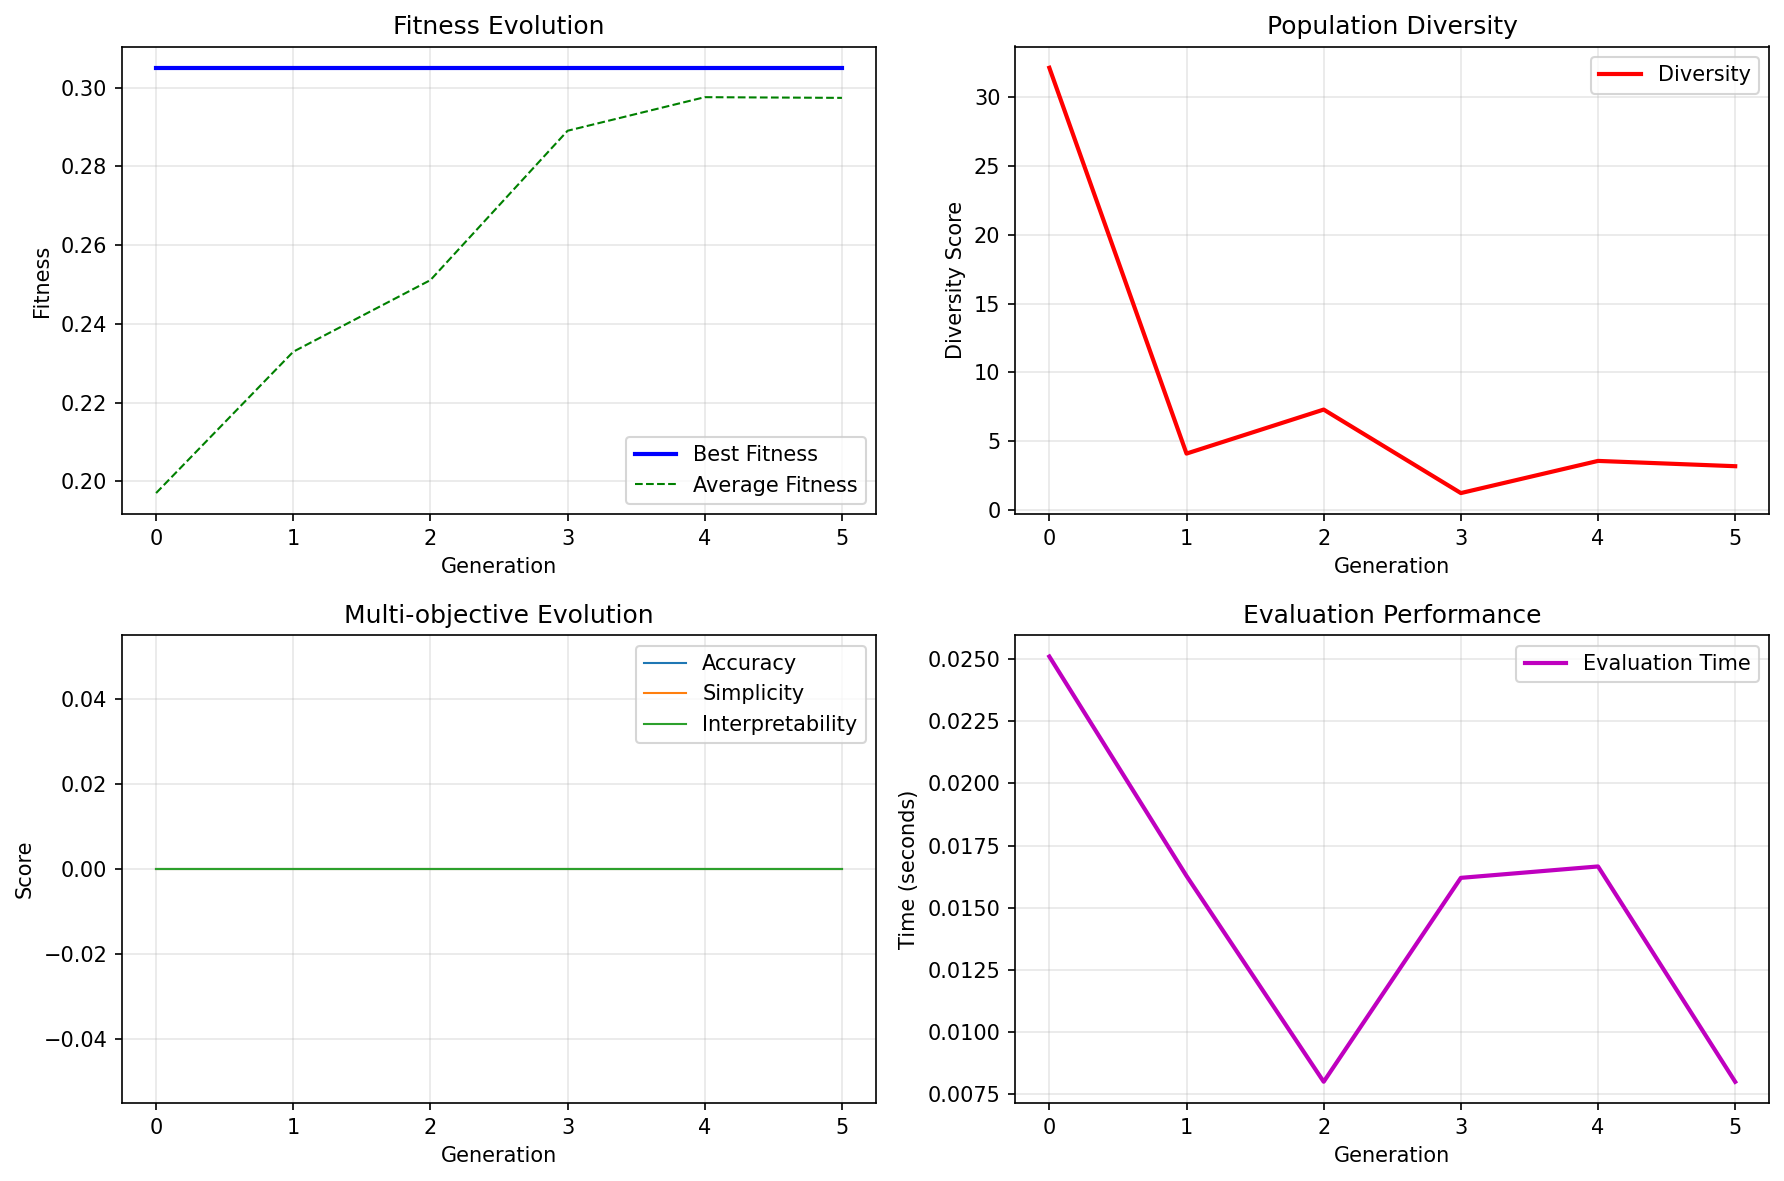 Fitness Evolution
Fitness
0.30
0.28
0.26
0.24
0.22
0.20
Best Fitness
Average Fitness
0 1 2 3 4 5
Generation
Population Diversity
Diversity Score
30
25
20
15
10
5
0
Diversity
0 1 2 3 4 5
Generation
Multi-objective Evolution
Score
0.04
0.02
0.00
−0.02
−0.04
Accuracy
Simplicity
Interpretability
0 1 2 3 4 5
Generation
Evaluation Performance
Time (seconds)
0.0250
0.0225
0.0200
0.0175
0.0150
0.0125
0.0100
0.0075
Evaluation Time
0 1 2 3 4 5
Generation